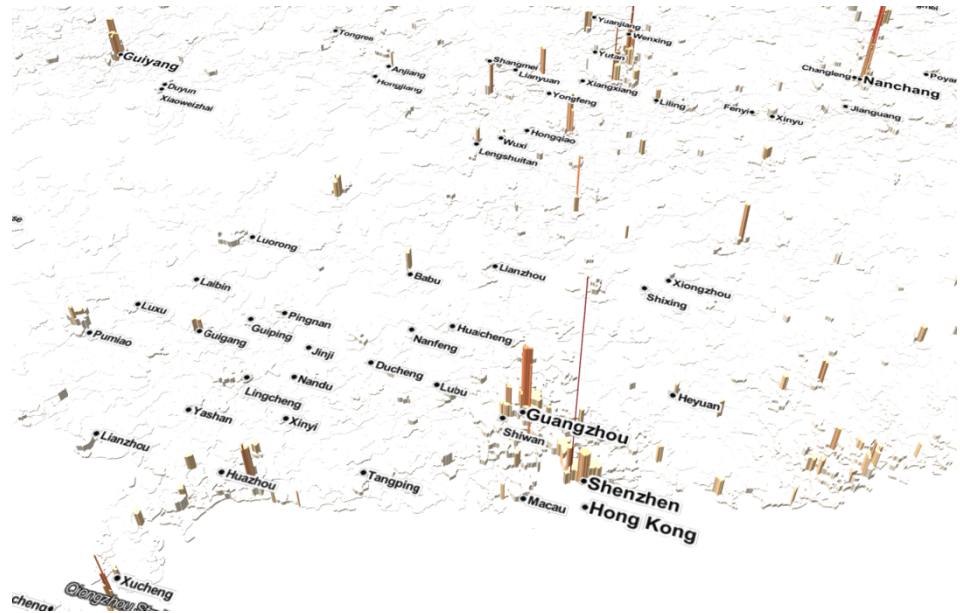 Yuanjiang
Wenxing
Tongren
Guiyang
Yutan
Shangmei
Anjiang
Lianyuan
Changleng
Nanchang
Hongjiang
Xiangxiang
Duyun
Xiaoweizhai
Yongfeng
Liling
Fenyi
Xinyu
Jianguang
Hongqiao
Wuxi
Lengshuitan
Luorong
Lianzhou
Babu
Laibin
Xiongzhou
Shixing
Luxu
Pingnan
Guiping
Huaicheng
Pumiao
Guigang
Nanfeng
Jinji
Ducheng
Lingcheng
Nandu
Lubu
Heyuan
Yashan
Xinyi
Guangzhou
Shiwan
Lianzhou
Huazhou
Tangping
Shenzhen
Macau
Hong Kong
Xucheng